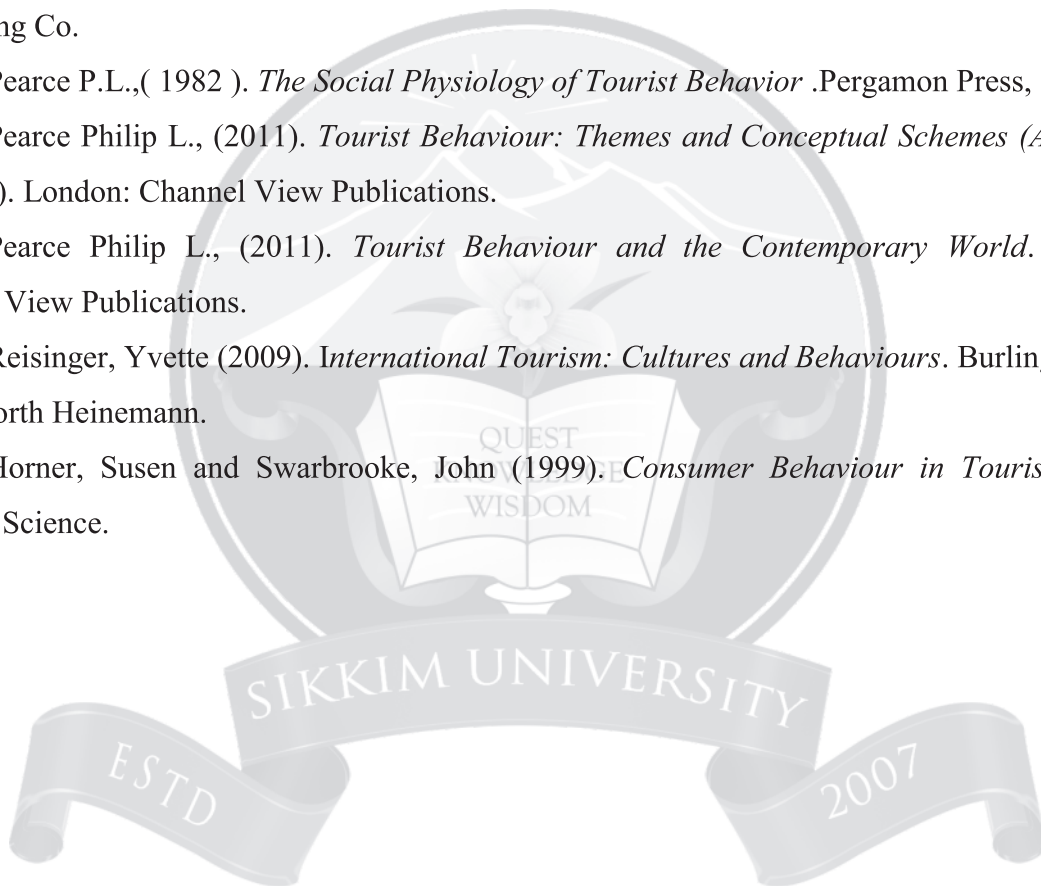 ng Co.
Pearce P.L.,( 1982 ). The Social Physiology of Tourist Behavior .Pergamon Press,
Pearce Philip L., (2011). Tourist Behaviour: Themes and Conceptual Schemes (A
). London: Channel View Publications.
Pearce Philip L., (2011). Tourist Behaviour and the Contemporary World.
View Publications.
Reisinger, Yvette (2009). International Tourism: Cultures and Behaviours. Burling
orth Heinemann.
Horner, Susen and Swarbrooke, John (1999). Consumer Behaviour in Touris
Science.
QUEST
KNOWLEDGE
WISDOM
SIKKIM UNIVERSITY
ESTD
2007